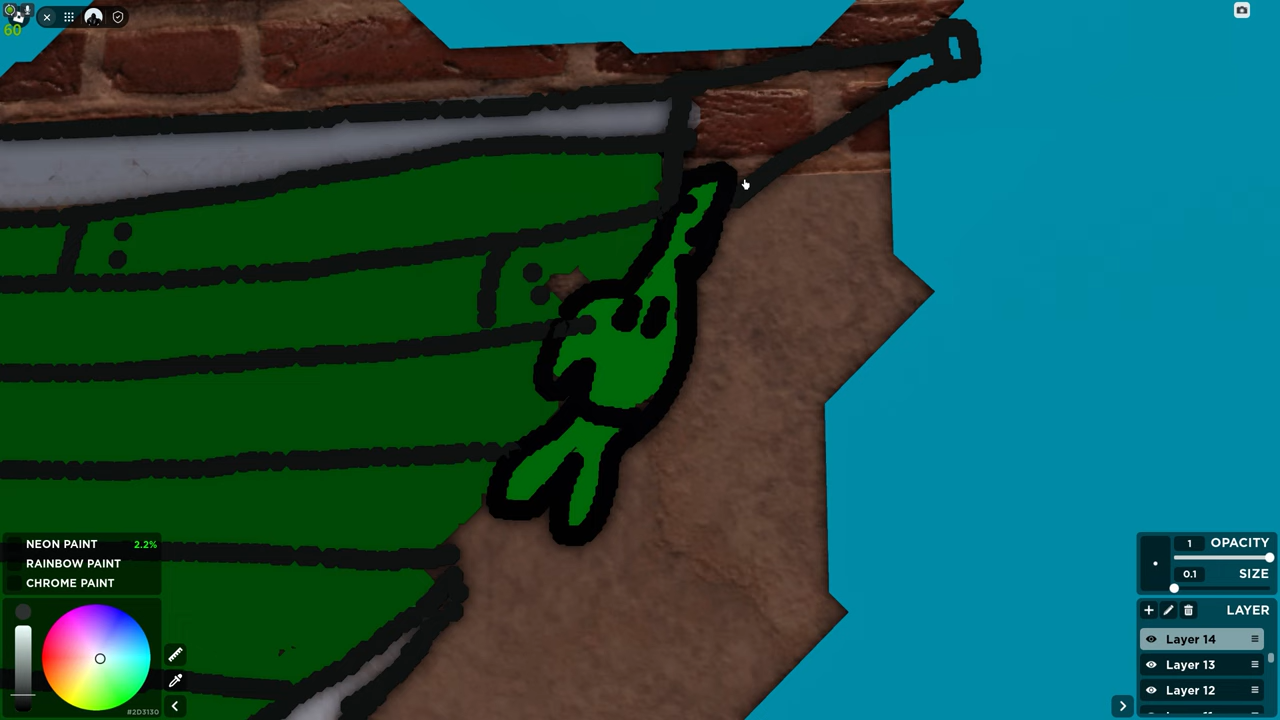 60
NEON PAINT 2.2%
RAINBOW PAINT
CHROME PAINT
#2D3130
1 OPACITY
0.1 SIZE
LAYER
Layer 14
Layer 13
Layer 12